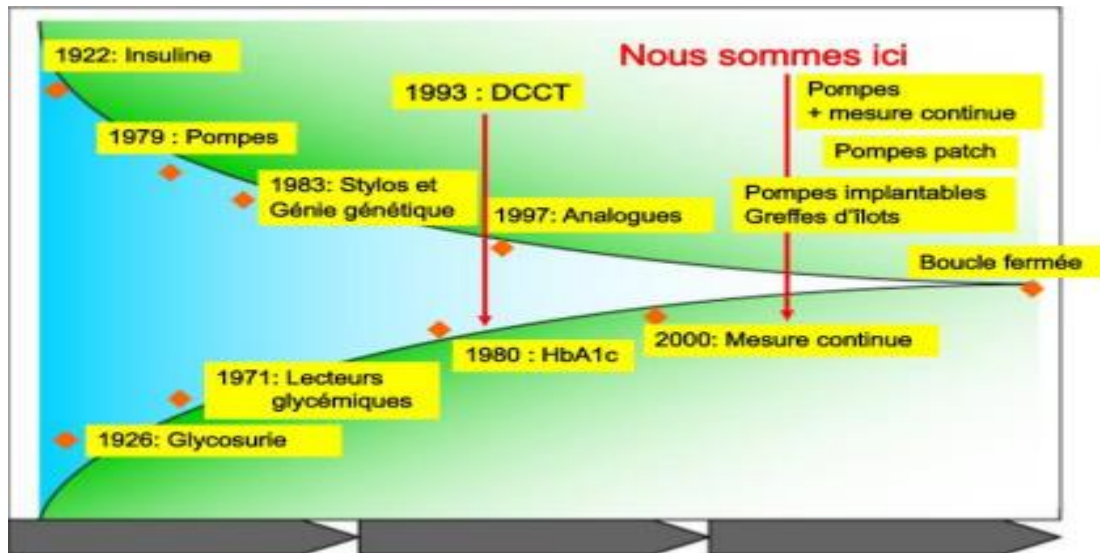 1922: Insuline
Nous sommes ici
1993 : DCCT
Pompes
+ mesure continue
1979 : Pompes
Pompes patch
1983: Stylos et
Génie génétique
1997: Analogues
Pompes implantables
Greffes d'îlots
Boucle fermée
2000: Mesure continue
1980 : HbA1c
1971: Lecteurs
glycémiques
1926: Glycosurie